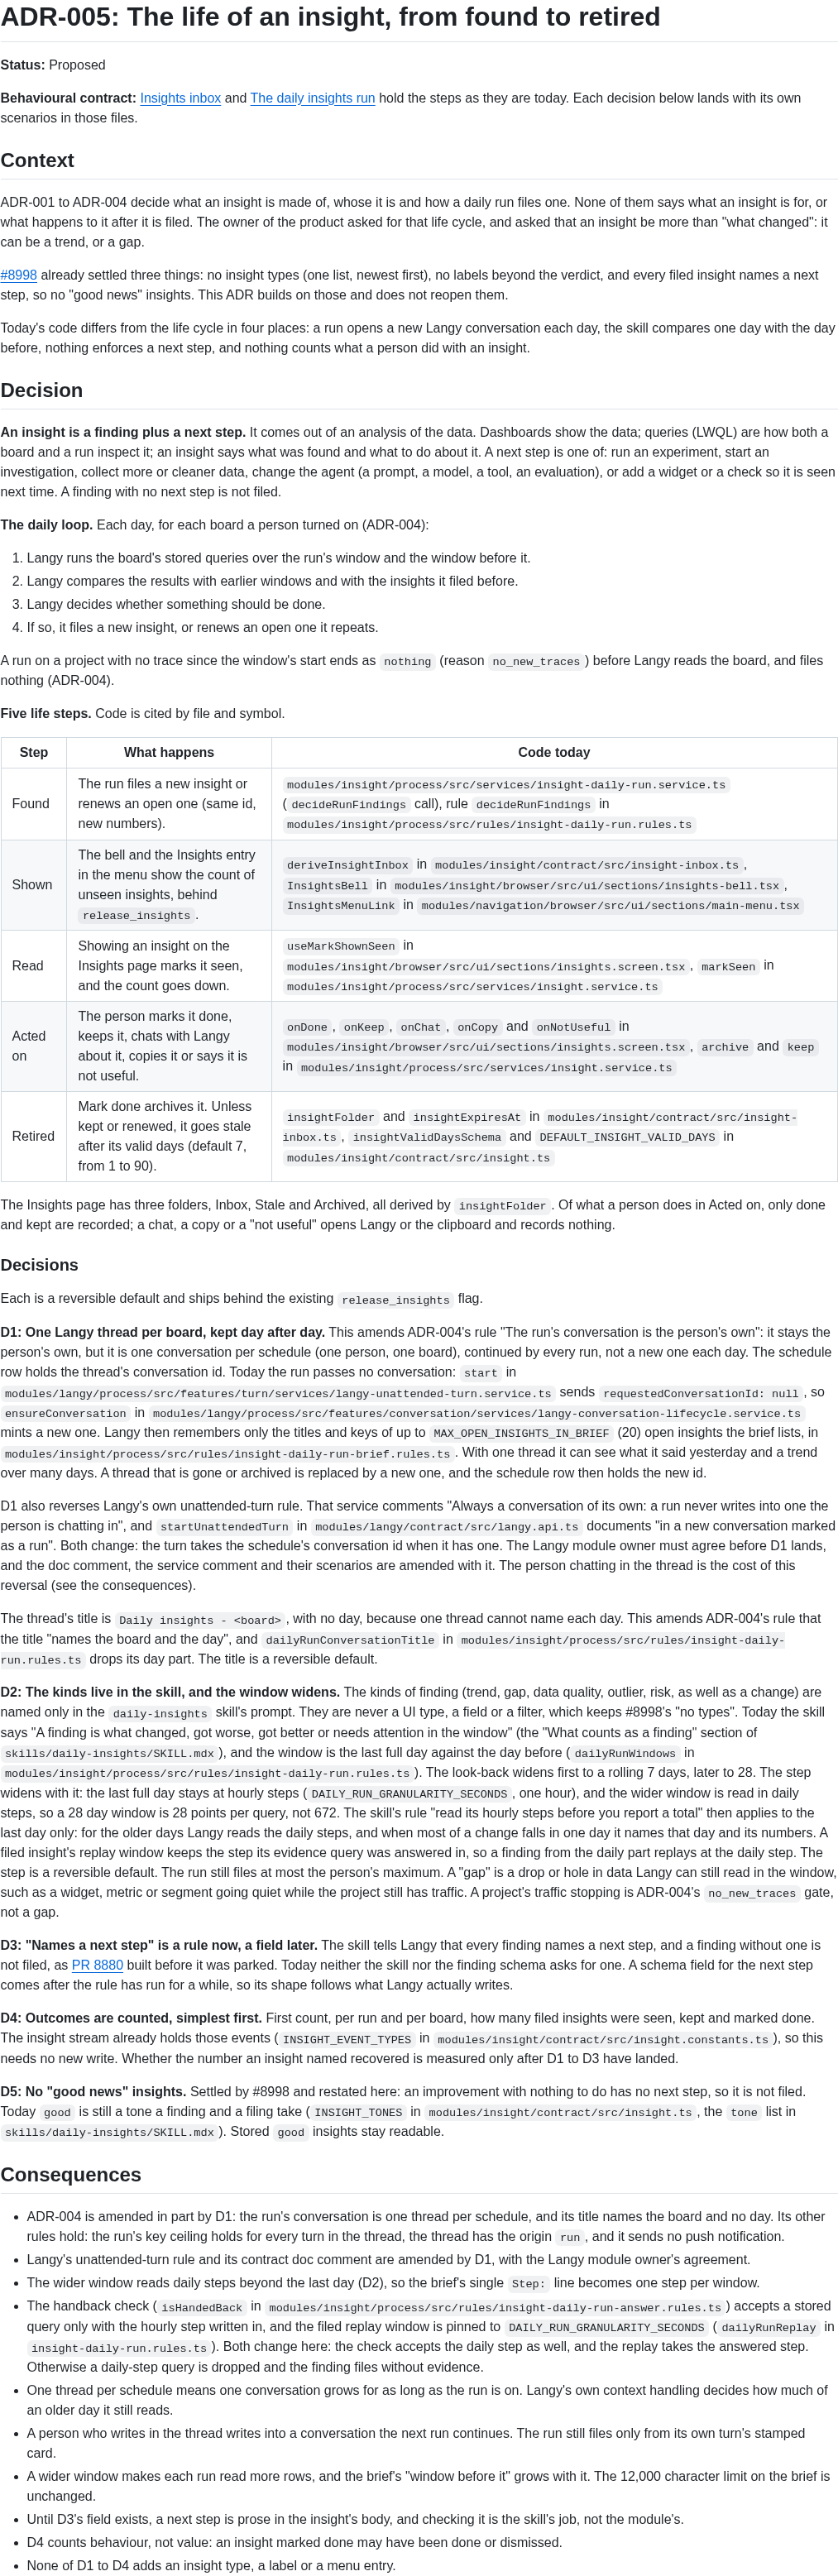 ADR-005: The life of an insight, from found to retired
Status: Proposed
Behavioural contract: Insights inbox and The daily insights run hold the steps as they are today. Each decision below lands with its own
scenarios in those files.
Context
ADR-001 to ADR-004 decide what an insight is made of, whose it is and how a daily run files one. None of them says what an insight is for, or
what happens to it after it is filed. The owner of the product asked for that life cycle, and asked that an insight be more than "what changed": it
can be a trend, or a gap.
#8998 already settled three things: no insight types (one list, newest first), no labels beyond the verdict, and every filed insight names a next
step, so no "good news" insights. This ADR builds on those and does not reopen them.
Today's code differs from the life cycle in four places: a run opens a new Langy conversation each day, the skill compares one day with the day
before, nothing enforces a next step, and nothing counts what a person did with an insight.
Decision
An insight is a finding plus a next step. It comes out of an analysis of the data. Dashboards show the data; queries (LWQL) are how both a
board and a run inspect it; an insight says what was found and what to do about it. A next step is one of: run an experiment, start an
investigation, collect more or cleaner data, change the agent (a prompt, a model, a tool, an evaluation), or add a widget or a check so it is seen
next time. A finding with no next step is not filed.
The daily loop. Each day, for each board a person turned on (ADR-004):
1. Langy runs the board's stored queries over the run's window and the window before it.
2. Langy compares the results with earlier windows and with the insights it filed before.
3. Langy decides whether something should be done.
4. If so, it files a new insight, or renews an open one it repeats.
A run on a project with no trace since the window's start ends as nothing (reason no_new_traces) before Langy reads the board, and files
nothing (ADR-004).
Five life steps. Code is cited by file and symbol.
Step What happens Code today
Found
The run files a new insight or
renews an open one (same id,
new numbers).
modules/insight/process/src/services/insight-daily-run.service.ts
(decideRunFindings call), rule decideRunFindings in
modules/insight/process/src/rules/insight-daily-run.rules.ts
Shown
The bell and the Insights entry
in the menu show the count of
unseen insights, behind
release_insights.
deriveInsightInbox in modules/insight/contract/src/insight-inbox.ts,
InsightsBell in modules/insight/browser/src/ui/sections/insights-bell.tsx,
InsightsMenuLink in modules/navigation/browser/src/ui/sections/main-menu.tsx
Read
Showing an insight on the
Insights page marks it seen,
and the count goes down.
useMarkShownSeen in
modules/insight/browser/src/ui/sections/insights.screen.tsx, markSeen in
modules/insight/process/src/services/insight.service.ts
Acted
on
The person marks it done,
keeps it, chats with Langy
about it, copies it or says it is
not useful.
onDone, onKeep, onChat, onCopy and onNotUseful in
modules/insight/browser/src/ui/sections/insights.screen.tsx, archive and keep
in modules/insight/process/src/services/insight.service.ts
Retired
Mark done archives it. Unless
kept or renewed, it goes stale
after its valid days (default 7,
from 1 to 90).
insightFolder and insightExpiresAt in modules/insight/contract/src/insight-
inbox.ts, insightValidDaysSchema and DEFAULT_INSIGHT_VALID_DAYS in
modules/insight/contract/src/insight.ts
The Insights page has three folders, Inbox, Stale and Archived, all derived by insightFolder. Of what a person does in Acted on, only done
and kept are recorded; a chat, a copy or a "not useful" opens Langy or the clipboard and records nothing.
Decisions
Each is a reversible default and ships behind the existing release_insights flag.
D1: One Langy thread per board, kept day after day. This amends ADR-004's rule "The run's conversation is the person's own": it stays the
person's own, but it is one conversation per schedule (one person, one board), continued by every run, not a new one each day. The schedule
row holds the thread's conversation id. Today the run passes no conversation: start in
modules/langy/process/src/features/turn/services/langy-unattended-turn.service.ts sends requestedConversationId: null, so
ensureConversation in modules/langy/process/src/features/conversation/services/langy-conversation-lifecycle.service.ts
mints a new one. Langy then remembers only the titles and keys of up to MAX_OPEN_INSIGHTS_IN_BRIEF (20) open insights the brief lists, in
modules/insight/process/src/rules/insight-daily-run-brief.rules.ts. With one thread it can see what it said yesterday and a trend
over many days. A thread that is gone or archived is replaced by a new one, and the schedule row then holds the new id.
D1 also reverses Langy's own unattended-turn rule. That service comments "Always a conversation of its own: a run never writes into one the
person is chatting in", and startUnattendedTurn in modules/langy/contract/src/langy.api.ts documents "in a new conversation marked
as a run". Both change: the turn takes the schedule's conversation id when it has one. The Langy module owner must agree before D1 lands,
and the doc comment, the service comment and their scenarios are amended with it. The person chatting in the thread is the cost of this
reversal (see the consequences).
The thread's title is Daily insights - <board>, with no day, because one thread cannot name each day. This amends ADR-004's rule that
the title "names the board and the day", and dailyRunConversationTitle in modules/insight/process/src/rules/insight-daily-
run.rules.ts drops its day part. The title is a reversible default.
D2: The kinds live in the skill, and the window widens. The kinds of finding (trend, gap, data quality, outlier, risk, as well as a change) are
named only in the daily-insights skill's prompt. They are never a UI type, a field or a filter, which keeps #8998's "no types". Today the skill
says "A finding is what changed, got worse, got better or needs attention in the window" (the "What counts as a finding" section of
skills/daily-insights/SKILL.mdx), and the window is the last full day against the day before (dailyRunWindows in
modules/insight/process/src/rules/insight-daily-run.rules.ts). The look-back widens first to a rolling 7 days, later to 28. The step
widens with it: the last full day stays at hourly steps (DAILY_RUN_GRANULARITY_SECONDS, one hour), and the wider window is read in daily
steps, so a 28 day window is 28 points per query, not 672. The skill's rule "read its hourly steps before you report a total" then applies to the
last day only: for the older days Langy reads the daily steps, and when most of a change falls in one day it names that day and its numbers. A
filed insight's replay window keeps the step its evidence query was answered in, so a finding from the daily part replays at the daily step. The
step is a reversible default. The run still files at most the person's maximum. A "gap" is a drop or hole in data Langy can still read in the window,
such as a widget, metric or segment going quiet while the project still has traffic. A project's traffic stopping is ADR-004's no_new_traces gate,
not a gap.
D3: "Names a next step" is a rule now, a field later. The skill tells Langy that every finding names a next step, and a finding without one is
not filed, as PR 8880 built before it was parked. Today neither the skill nor the finding schema asks for one. A schema field for the next step
comes after the rule has run for a while, so its shape follows what Langy actually writes.
D4: Outcomes are counted, simplest first. First count, per run and per board, how many filed insights were seen, kept and marked done.
The insight stream already holds those events (INSIGHT_EVENT_TYPES in modules/insight/contract/src/insight.constants.ts), so this
needs no new write. Whether the number an insight named recovered is measured only after D1 to D3 have landed.
D5: No "good news" insights. Settled by #8998 and restated here: an improvement with nothing to do has no next step, so it is not filed.
Today good is still a tone a finding and a filing take (INSIGHT_TONES in modules/insight/contract/src/insight.ts, the tone list in
skills/daily-insights/SKILL.mdx). Stored good insights stay readable.
Consequences
• ADR-004 is amended in part by D1: the run's conversation is one thread per schedule, and its title names the board and no day. Its other
rules hold: the run's key ceiling holds for every turn in the thread, the thread has the origin run, and it sends no push notification.
• Langy's unattended-turn rule and its contract doc comment are amended by D1, with the Langy module owner's agreement.
• The wider window reads daily steps beyond the last day (D2), so the brief's single Step: line becomes one step per window.
• The handback check (isHandedBack in modules/insight/process/src/rules/insight-daily-run-answer.rules.ts) accepts a stored
query only with the hourly step written in, and the filed replay window is pinned to DAILY_RUN_GRANULARITY_SECONDS (dailyRunReplay in
insight-daily-run.rules.ts). Both change here: the check accepts the daily step as well, and the replay takes the answered step.
Otherwise a daily-step query is dropped and the finding files without evidence.
• One thread per schedule means one conversation grows for as long as the run is on. Langy's own context handling decides how much of
an older day it still reads.
• A person who writes in the thread writes into a conversation the next run continues. The run still files only from its own turn's stamped
card.
• A wider window makes each run read more rows, and the brief's "window before it" grows with it. The 12,000 character limit on the brief is
unchanged.
• Until D3's field exists, a next step is prose in the insight's body, and checking it is the skill's job, not the module's.
• D4 counts behaviour, not value: an insight marked done may have been done or dismissed.
• None of D1 to D4 adds an insight type, a label or a menu entry.